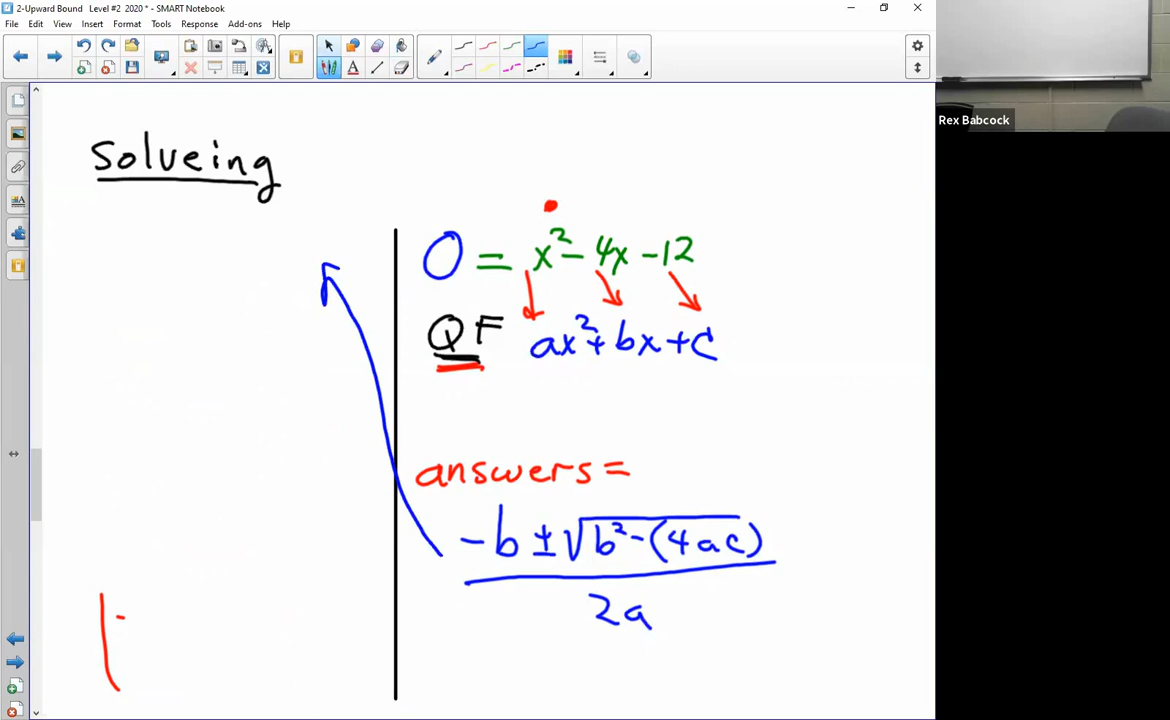 2-Upward Bound Level #2 2020 * - SMART Notebook
File Edit View Insert Format Tools Response Add-ons Help
Rex Babcock
Solveing
0 = x² - 4x - 12
QF ax² + bx + c
answers =
-b ± √b² - (4ac)
2a